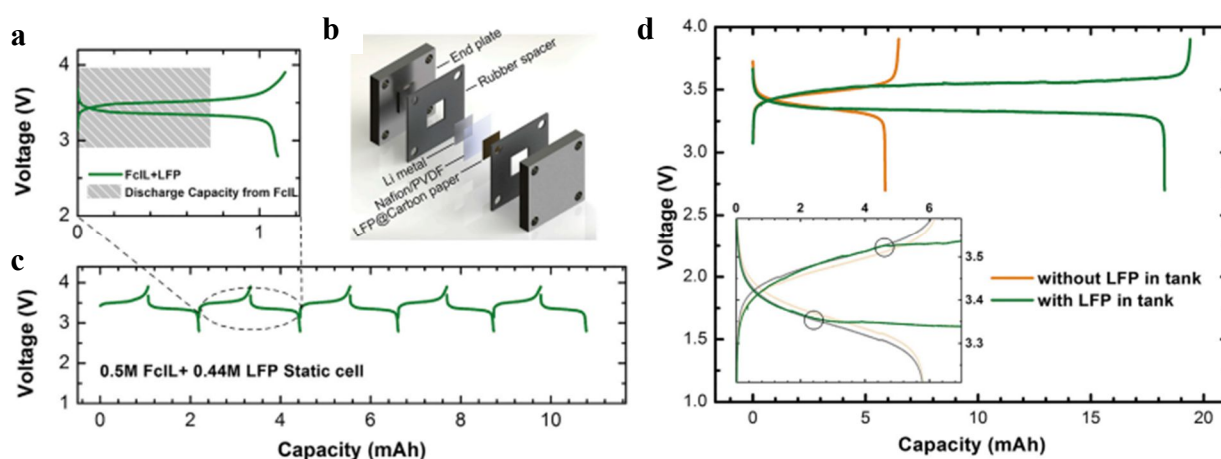 a
Voltage (V)
4
3
2
FcIL+LFP
Discharge Capacity from FcIL
0
1
b
End plate
Rubber spacer
Li metal
Nafion/PVDF
LFP@Carbon paper
c
Voltage (V)
4
3
2
1
0.5M FcIL+ 0.44M LFP Static cell
0
2
4
6
8
10
Capacity (mAh)
d
Voltage (V)
4.0
3.5
3.0
2.5
2.0
1.5
1.0
0
2
4
6
3.5
3.4
3.3
without LFP in tank
with LFP in tank
0
5
10
15
20
Capacity (mAh)